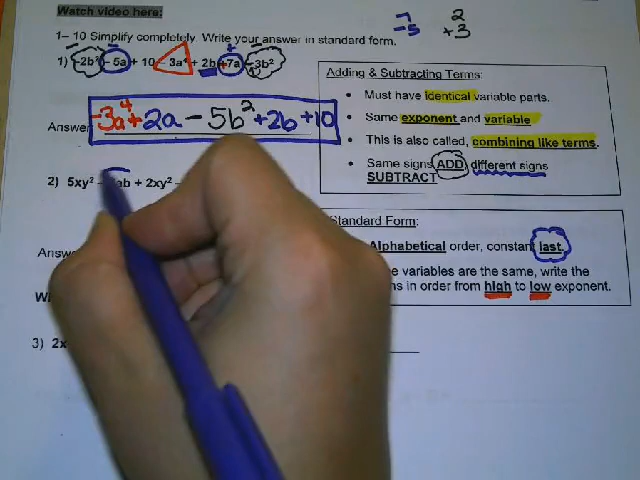 Watch video here:
7 2
-5 +3
1– 10 Simplify completely. Write your answer in standard form.
1) -2b² - 5a + 10 - 3a⁴ + 2b + 7a - 3b²
-3a⁴ + 2a - 5b² + 2b + 10
Answer
2) 5xy² - ab + 2xy² -
Answ
W
3) 2x
Adding & Subtracting Terms:
• Must have identical variable parts.
• Same exponent and variable
• This is also called, combining like terms.
• Same signs ADD different signs
SUBTRACT
Standard Form:
Alphabetical order, constant last.
e variables are the same, write the
ns in order from high to low exponent.